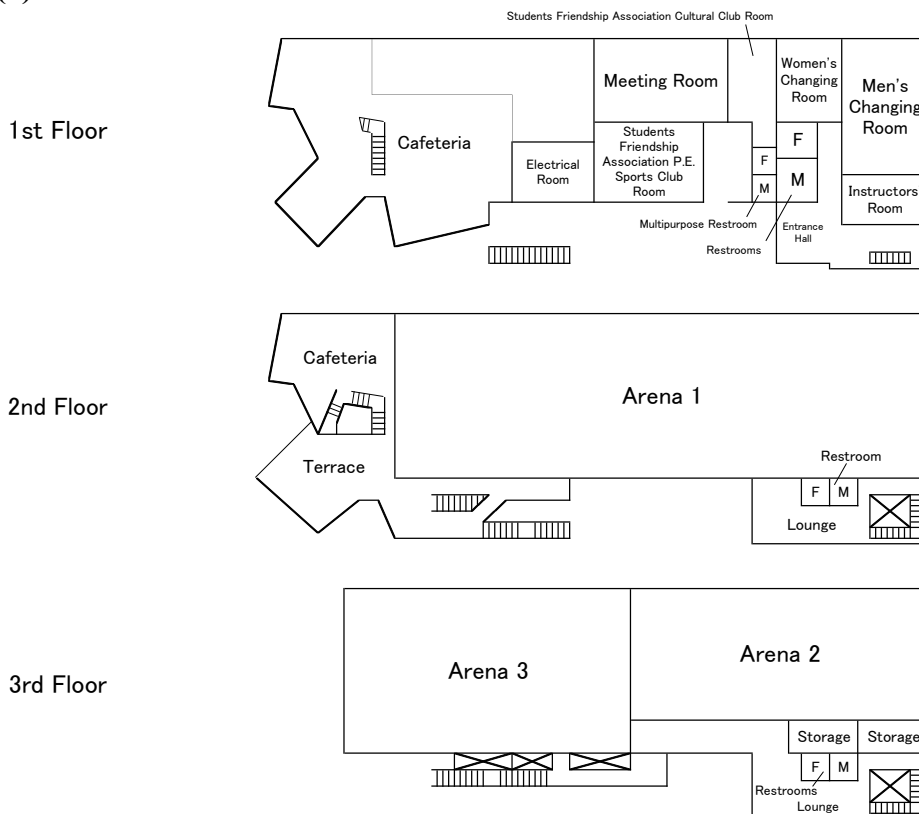 Students Friendship Association Cultural Club Room
1st Floor
Meeting Room
Women's
Changing
Room
Men's
Changing
Room
Cafeteria
Electrical
Room
Students
Friendship
Association P.E.
Sports Club
Room
F
M
F
M
Instructors'
Room
Multipurpose Restroom
Restrooms
Entrance
Hall
2nd Floor
Cafeteria
Terrace
Arena 1
Restroom
F
M
Lounge
3rd Floor
Arena 3
Arena 2
Storage
Storage
F
M
Restrooms
Lounge